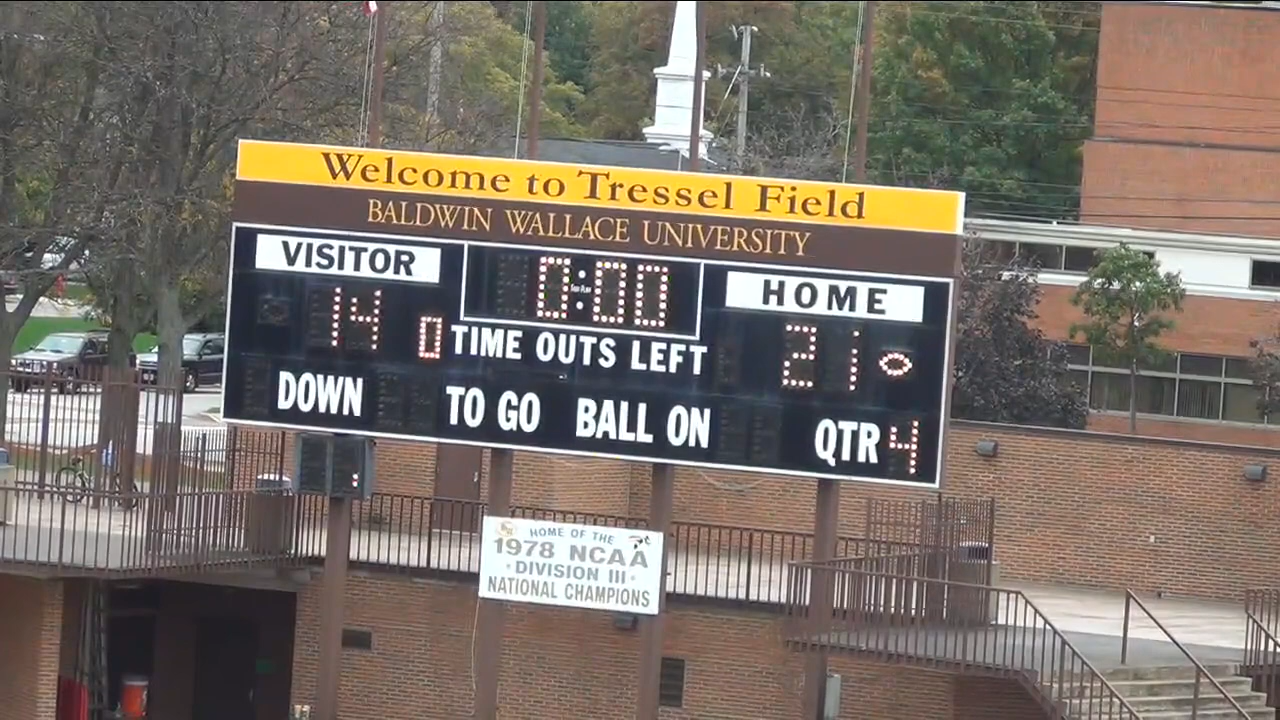 Welcome to Tressel Field
BALDWIN WALLACE UNIVERSITY
VISITOR 0:00 HOME
14 0 TIME OUTS LEFT 21
DOWN TO GO BALL ON QTR 4
HOME OF THE
1978 NCAA
DIVISION III
NATIONAL CHAMPIONS